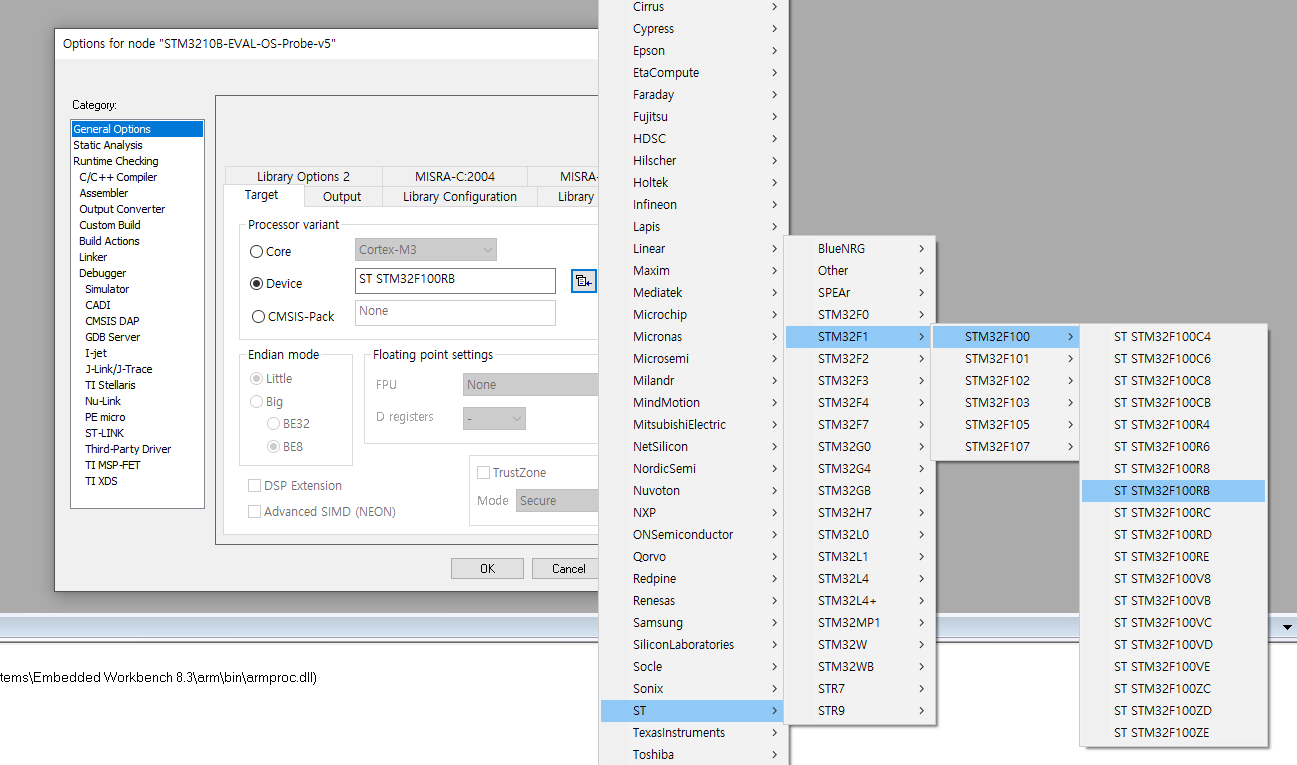 Options for node "STM3210B-EVAL-OS-Probe-v5"
Category:
General Options
Static Analysis
Runtime Checking
C/C++ Compiler
Assembler
Output Converter
Custom Build
Build Actions
Linker
Debugger
Simulator
CADI
CMSIS DAP
GDB Server
I-jet
J-Link/J-Trace
TI Stellaris
Nu-Link
PE micro
ST-LINK
Third-Party Driver
TI MSP-FET
TI XDS
Library Options 2 MISRA-C:2004 MISRA-
Target Output Library Configuration Library
Processor variant
Core Cortex-M3
Device ST STM32F100RB
CMSIS-Pack None
Endian mode
Little
Big
BE32
BE8
Floating point settings
FPU None
D registers -
DSP Extension
Advanced SIMD (NEON)
TrustZone
Mode Secure
OK Cancel
tems\Embedded Workbench 8.3\arm\bin\armproc.dll)
Cirrus
Cypress
Epson
EtaCompute
Faraday
Fujitsu
HDSC
Hilscher
Holtek
Infineon
Lapis
Linear
Maxim
Mediatek
Microchip
Micronas
Microsemi
Milandr
MindMotion
MitsubishiElectric
NetSilicon
NordicSemi
Nuvoton
NXP
ONSemiconductor
Qorvo
Redpine
Renesas
Samsung
SiliconLaboratories
Socle
Sonix
ST
TexasInstruments
Toshiba
BlueNRG
Other
SPEAr
STM32F0
STM32F1
STM32F2
STM32F3
STM32F4
STM32F7
STM32G0
STM32G4
STM32GB
STM32H7
STM32L0
STM32L1
STM32L4
STM32L4+
STM32MP1
STM32W
STM32WB
STR7
STR9
STM32F100
STM32F101
STM32F102
STM32F103
STM32F105
STM32F107
ST STM32F100C4
ST STM32F100C6
ST STM32F100C8
ST STM32F100CB
ST STM32F100R4
ST STM32F100R6
ST STM32F100R8
ST STM32F100RB
ST STM32F100RC
ST STM32F100RD
ST STM32F100RE
ST STM32F100V8
ST STM32F100VB
ST STM32F100VC
ST STM32F100VD
ST STM32F100VE
ST STM32F100ZC
ST STM32F100ZD
ST STM32F100ZE